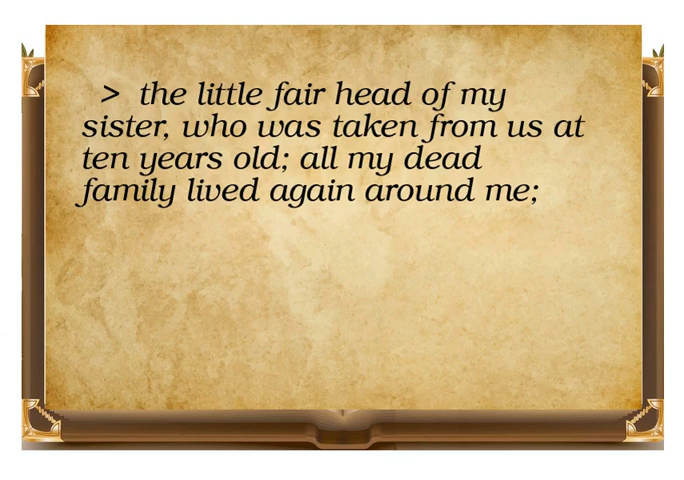 > the little fair head of my
sister, who was taken from us at
ten years old; all my dead
family lived again around me;